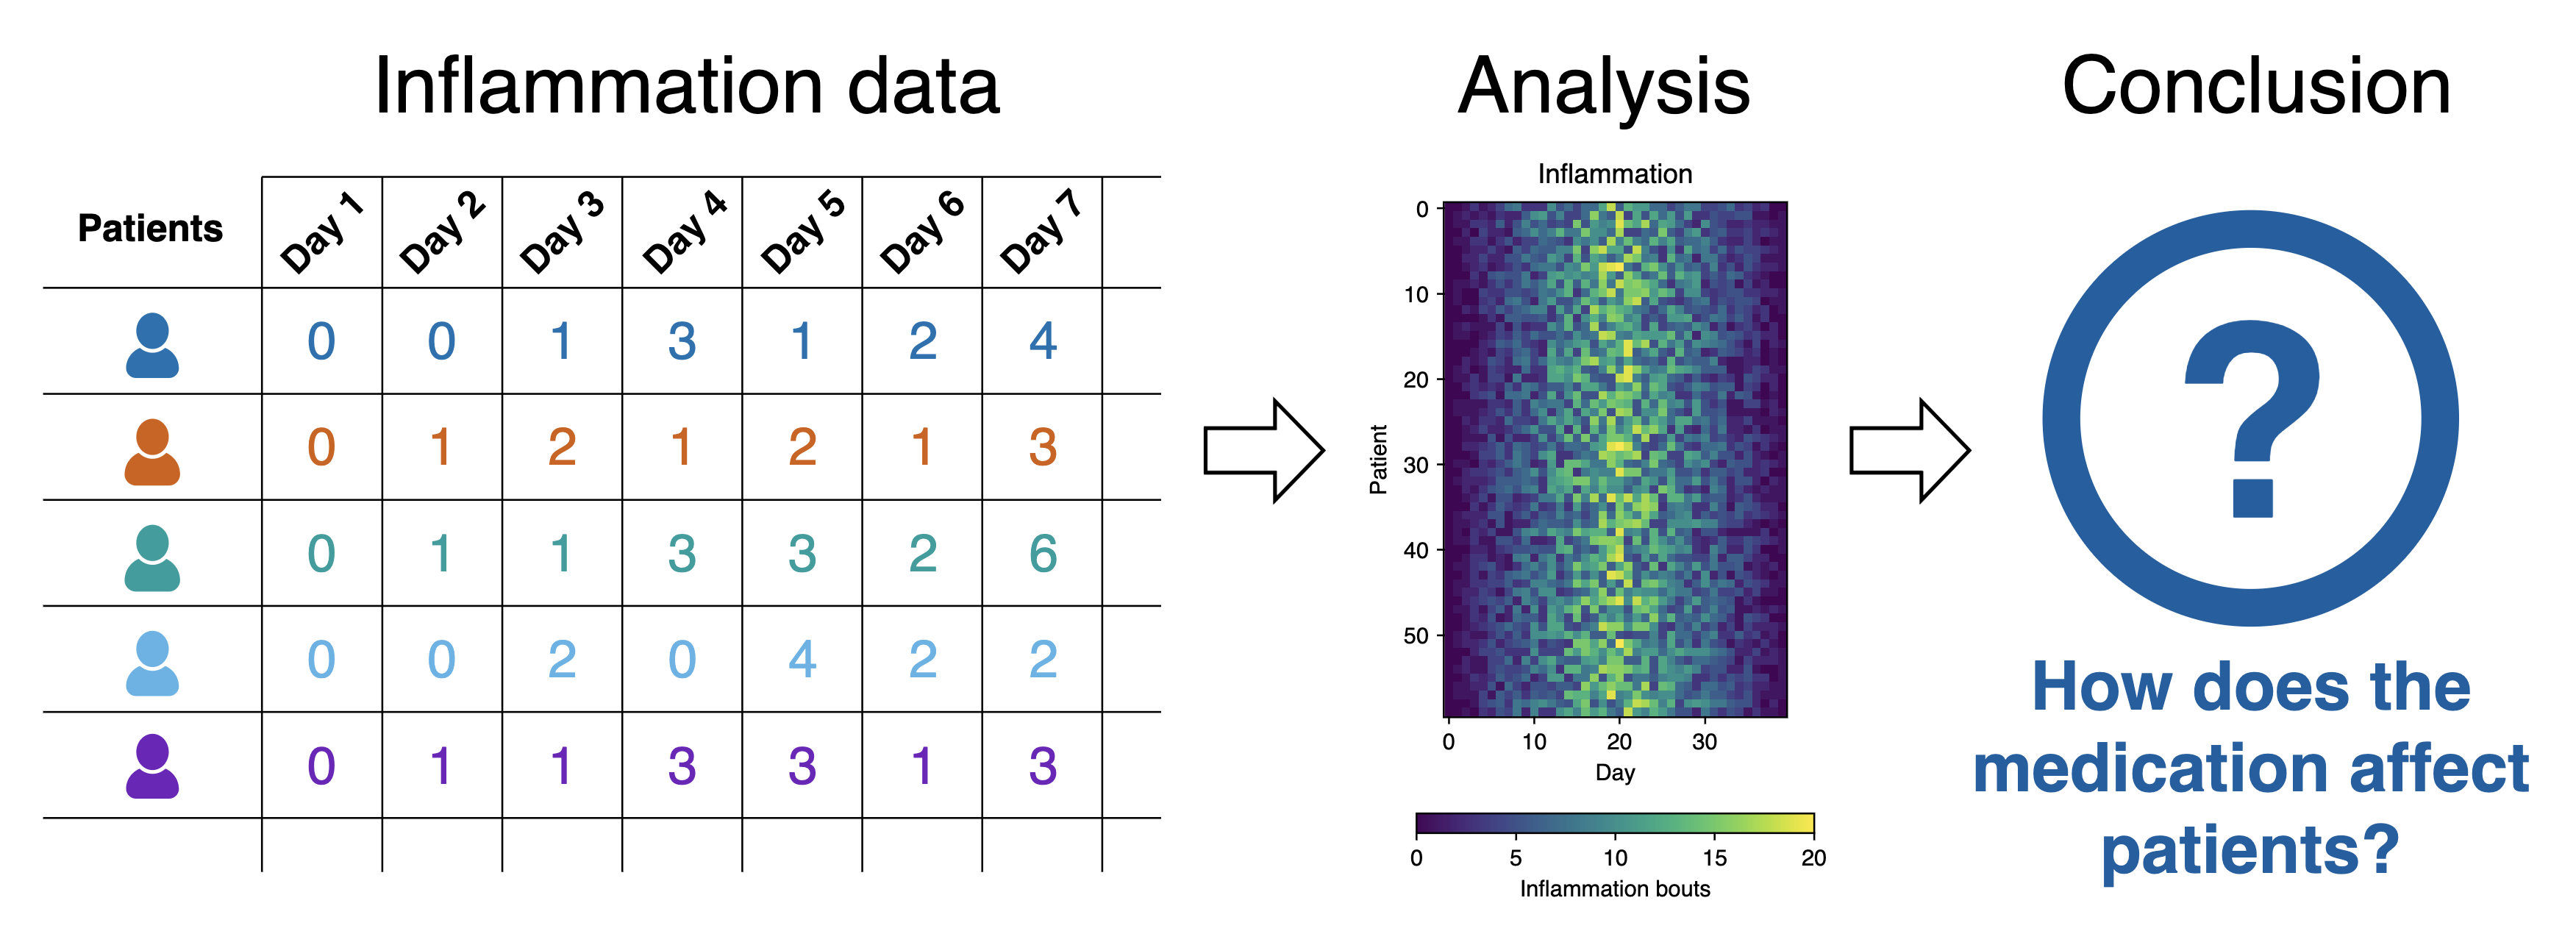 Inflammation data
Patients Day 1 Day 2 Day 3 Day 4 Day 5 Day 6 Day 7
0 0 1 3 1 2 4
0 1 2 1 2 1 3
0 1 1 3 3 2 6
0 0 2 0 4 2 2
0 1 1 3 3 1 3
Analysis
Inflammation
0
10
20
30
40
50
Patient
0 10 20 30
Day
0 5 10 15 20
Inflammation bouts
Conclusion
?
How does the
medication affect
patients?